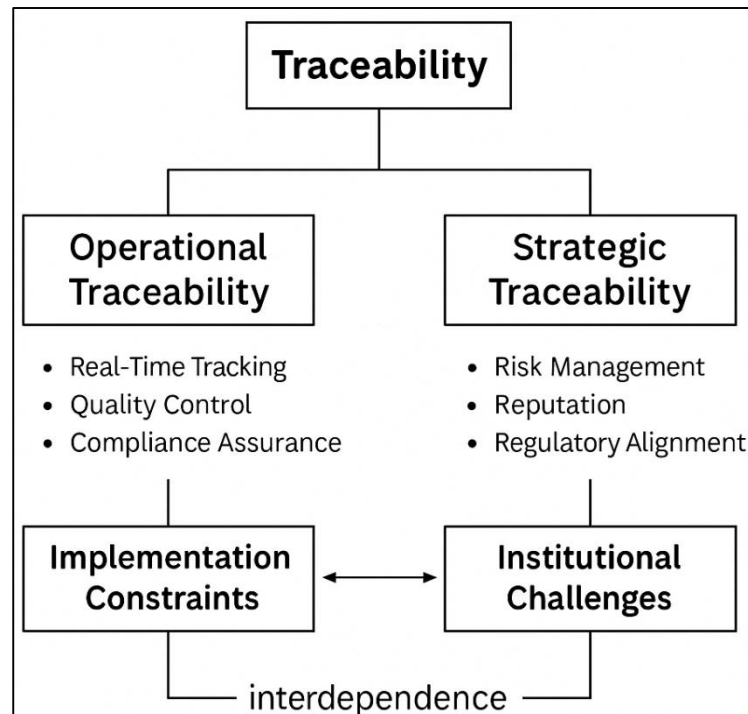 Traceability
Operational
Traceability
• Real-Time Tracking
• Quality Control
• Compliance Assurance
Strategic
Traceability
• Risk Management
• Reputation
• Regulatory Alignment
Implementation
Constraints
Institutional
Challenges
interdependence